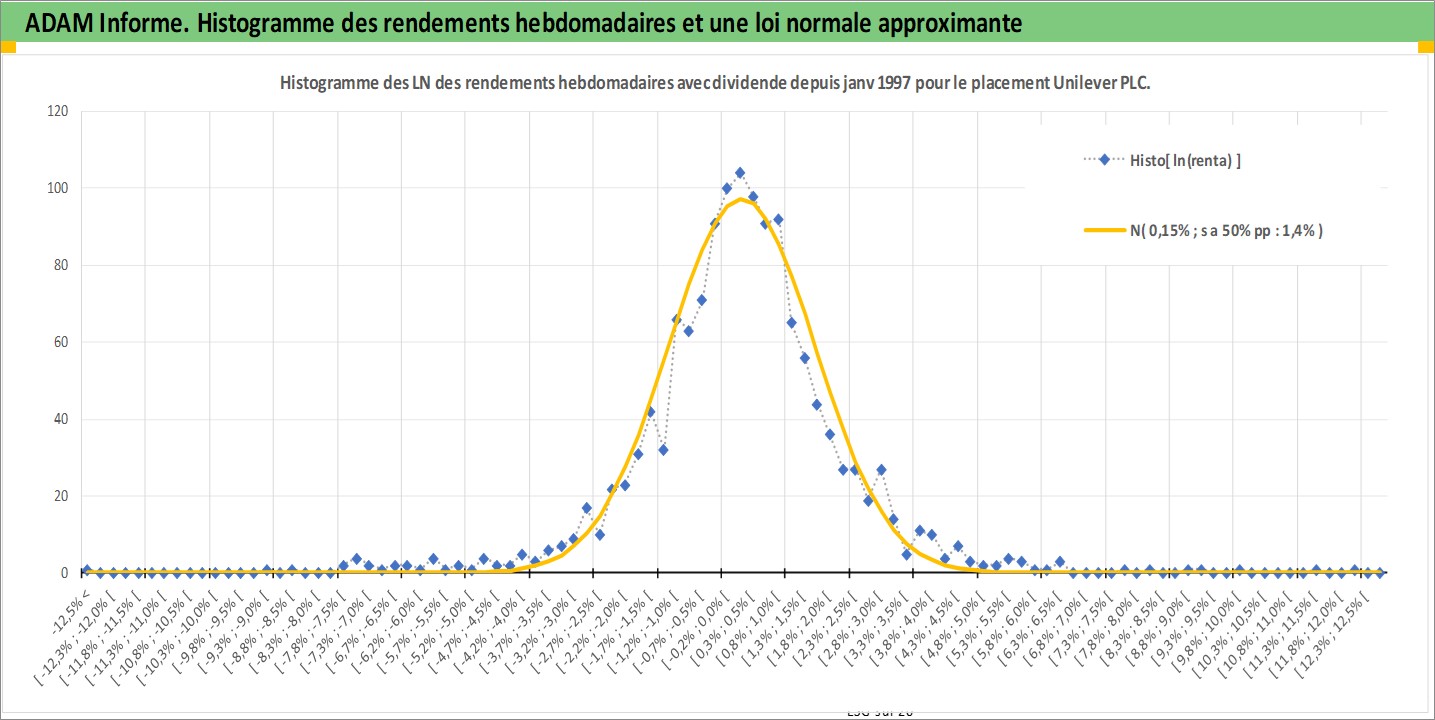 ADAM Informe. Histogramme des rendements hebdomadaires et une loi normale approximante
Histogramme des LN des rendements hebdomadaires avec dividende depuis janv 1997 pour le placement Unilever PLC.
120
100
80
60
40
20
0
Histo[ ln(renta) ]
N( 0,15% ; s a 50% pp : 1,4% )
-12,5% <
[ -12,3% ; -12,0% [
[ -11,8% ; -11,5% [
[ -11,3% ; -11,0% [
[ -10,8% ; -10,5% [
[ -10,3% ; -10,0% [
[ -9,8% ; -9,5% [
[ -9,3% ; -9,0% [
[ -8,8% ; -8,5% [
[ -8,3% ; -8,0% [
[ -7,8% ; -7,5% [
[ -7,3% ; -7,0% [
[ -6,7% ; -6,5% [
[ -6,2% ; -6,0% [
[ -5,7% ; -5,5% [
[ -5,2% ; -5,0% [
[ -4,7% ; -4,5% [
[ -4,2% ; -4,0% [
[ -3,7% ; -3,5% [
[ -3,2% ; -3,0% [
[ -2,7% ; -2,5% [
[ -2,2% ; -2,0% [
[ -1,7% ; -1,5% [
[ -1,2% ; -1,0% [
[ -0,7% ; -0,5% [
[ -0,2% ; 0,0% [
[ 0,3% ; 0,5% [
[ 0,8% ; 1,0% [
[ 1,3% ; 1,5% [
[ 1,8% ; 2,0% [
[ 2,3% ; 2,5% [
[ 2,8% ; 3,0% [
[ 3,3% ; 3,5% [
[ 3,8% ; 4,0% [
[ 4,3% ; 4,5% [
[ 4,8% ; 5,0% [
[ 5,3% ; 5,5% [
[ 5,8% ; 6,0% [
[ 6,3% ; 6,5% [
[ 6,8% ; 7,0% [
[ 7,3% ; 7,5% [
[ 7,8% ; 8,0% [
[ 8,3% ; 8,5% [
[ 8,8% ; 9,0% [
[ 9,3% ; 9,5% [
[ 9,8% ; 10,0% [
[ 10,3% ; 10,5% [
[ 10,8% ; 11,0% [
[ 11,3% ; 11,5% [
[ 11,8% ; 12,0% [
[ 12,3% ; 12,5% [